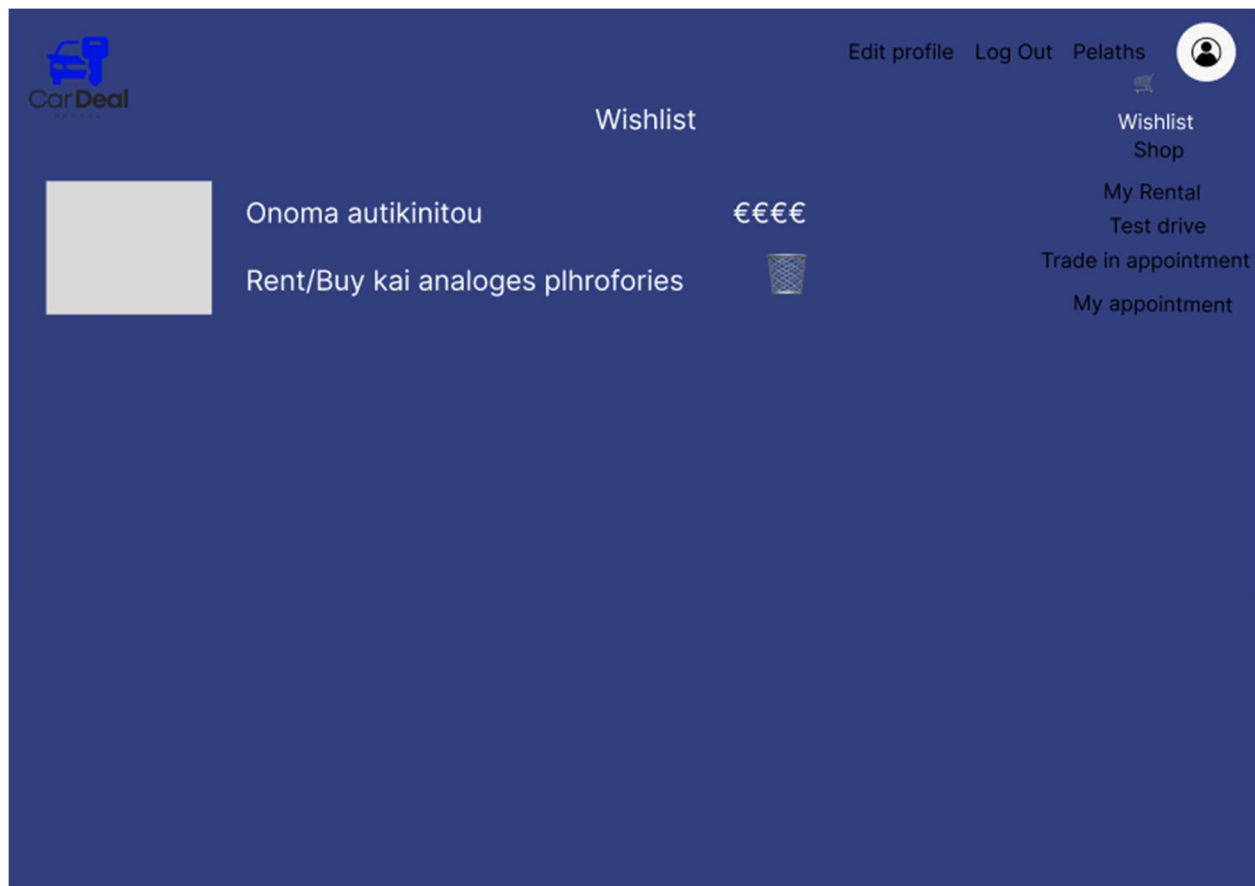 CarDeal
RENTAL
Edit profile Log Out Pelaths
Wishlist
Wishlist
Shop
My Rental
Test drive
Trade in appointment
My appointment
Onoma autikinitou €€€€
Rent/Buy kai analoges plhrofories